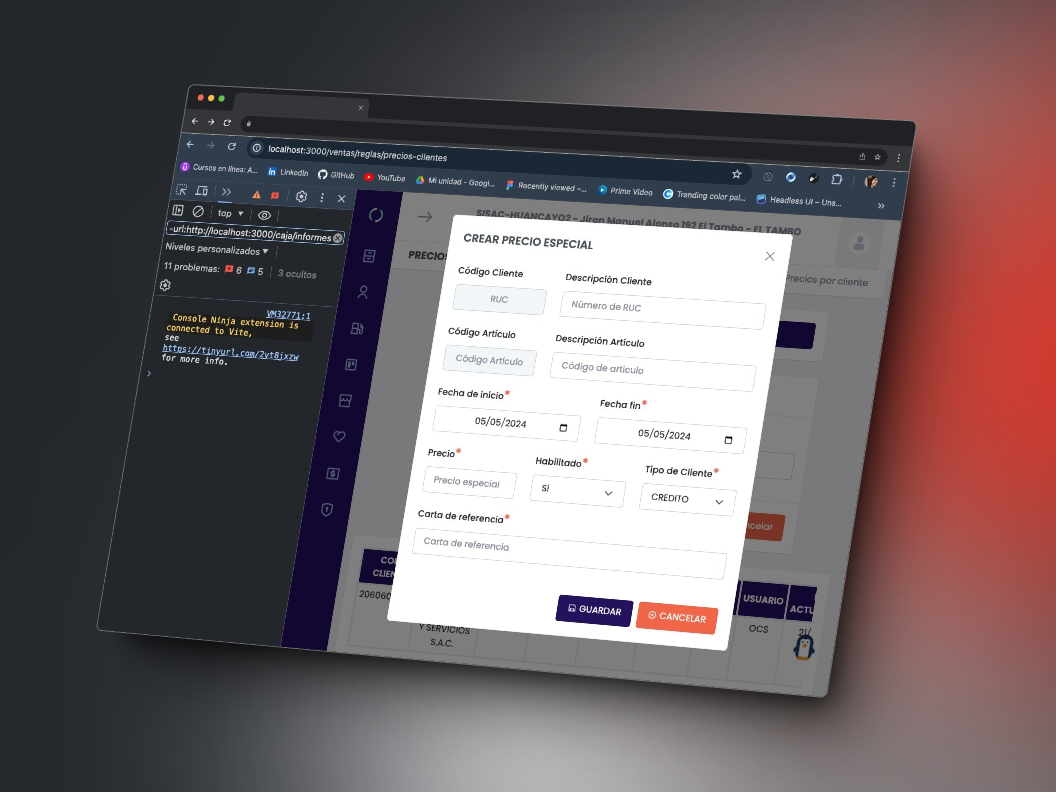 #
localhost:3000/ventas/reglas/precios-clientes
Cursos en línea: A...
LinkedIn
GitHub
YouTube
Mi unidad - Googl...
Recently viewed –...
Prime Video
Trending color pal...
Headless UI – Uns...
»
top
-url:http://localhost:3000/caja/informes
Niveles personalizados
11 problemas: 6 5 3 ocultos
VM32771:1
Console Ninja extension is
connected to Vite,
see
https://tinyurl.com/2vt8jxzw
for more info.
SISAC-HUANCAYO2 - Jiron Manuel Alonso 192 El Tambo - EL TAMBO
PRECIOS
Precios por cliente
CREAR PRECIO ESPECIAL
Código Cliente
Descripción Cliente
RUC
Número de RUC
Código Artículo
Descripción Artículo
Código Artículo
Código de artículo
Fecha de inicio*
Fecha fin*
05/05/2024
05/05/2024
Precio*
Habilitado*
Tipo de Cliente*
Precio especial
Si
CREDITO
Carta de referencia*
Carta de referencia
GUARDAR
CANCELAR
ncelar
CO
CLIEN
USUARIO
ACTU
206060
OCS
21/
Y SERVICIOS
S.A.C.